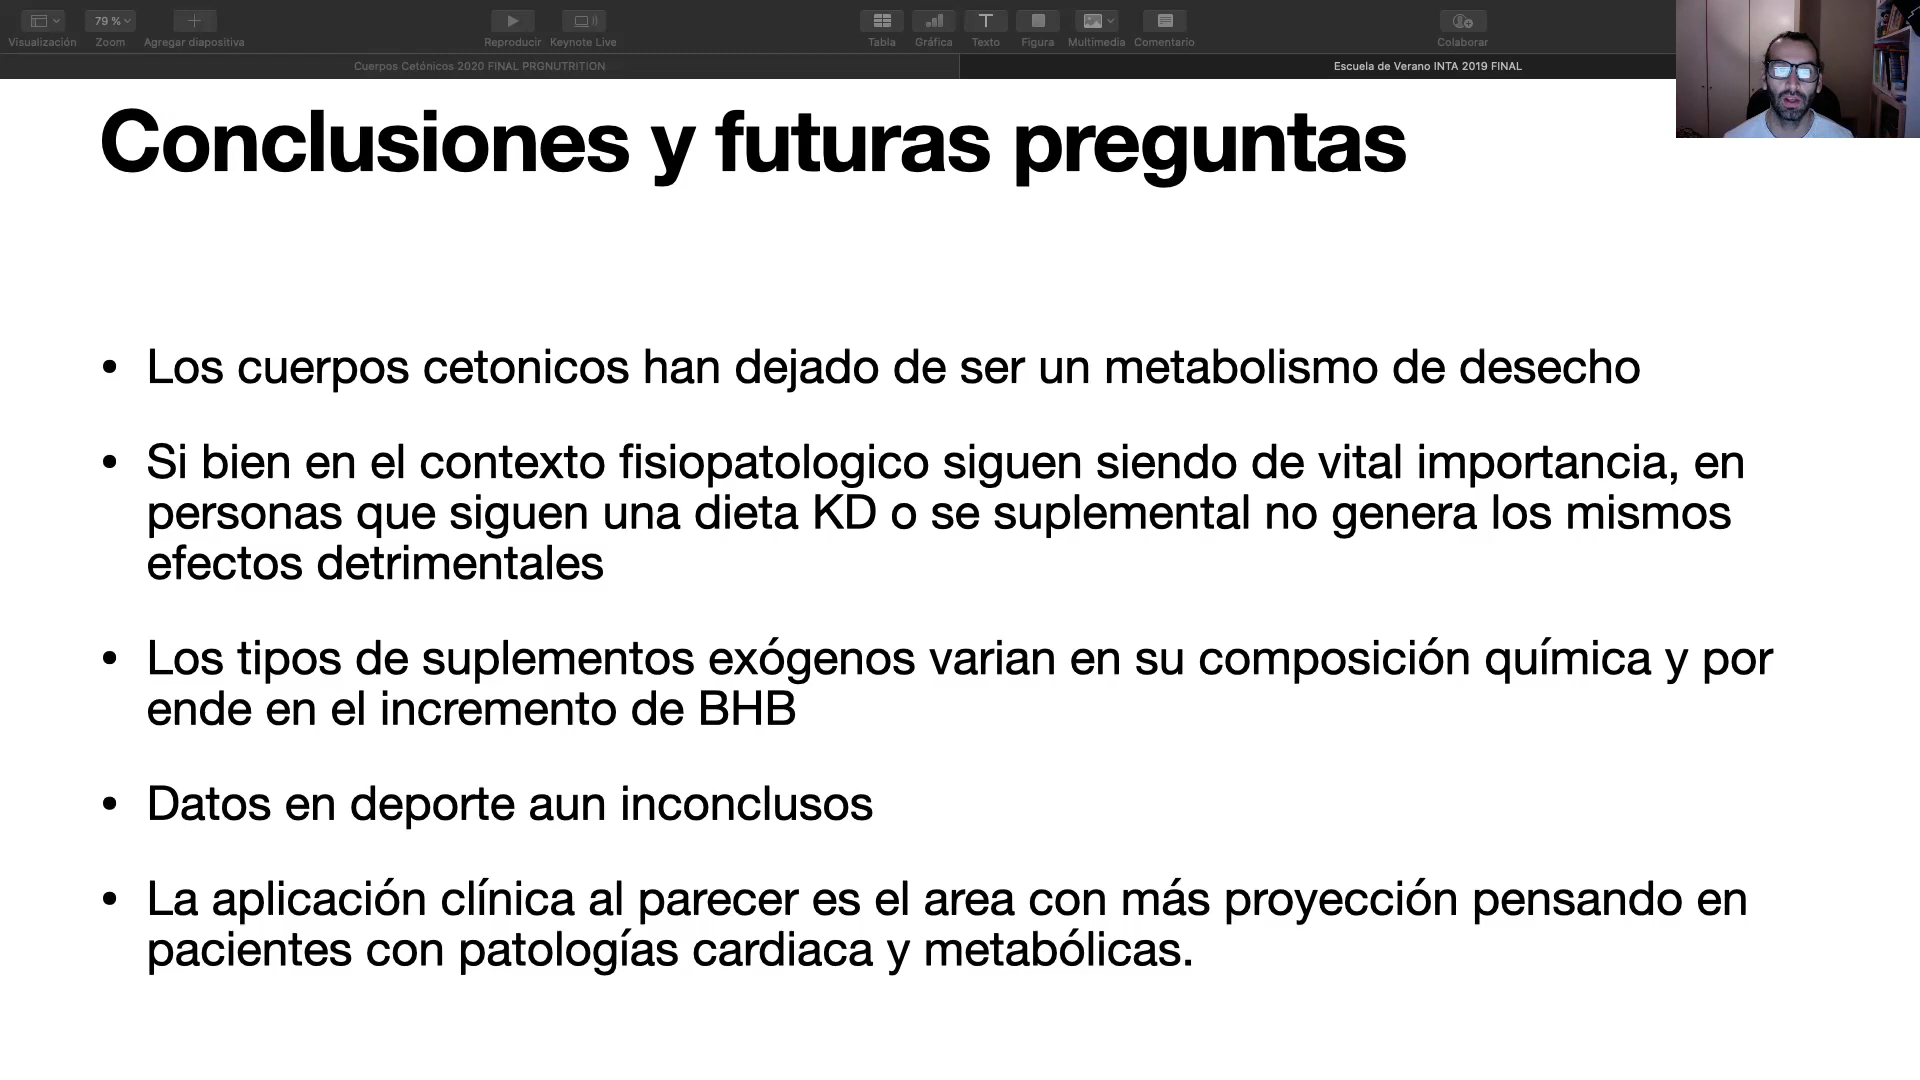 79 %
Visualización
Zoom
Agregar diapositiva
Reproducir
Keynote Live
Tabla
Gráfica
Texto
Figura
Multimedia
Comentario
Colaborar
Cuerpos Cetónicos 2020 FINAL PRGNUTRITION
Escuela de Verano INTA 2019 FINAL
Conclusiones y futuras preguntas
• Los cuerpos cetonicos han dejado de ser un metabolismo de desecho
• Si bien en el contexto fisiopatologico siguen siendo de vital importancia, en
personas que siguen una dieta KD o se suplemental no genera los mismos
efectos detrimentales
• Los tipos de suplementos exógenos varian en su composición química y por
ende en el incremento de BHB
• Datos en deporte aun inconclusos
• La aplicación clínica al parecer es el area con más proyección pensando en
pacientes con patologías cardiaca y metabólicas.